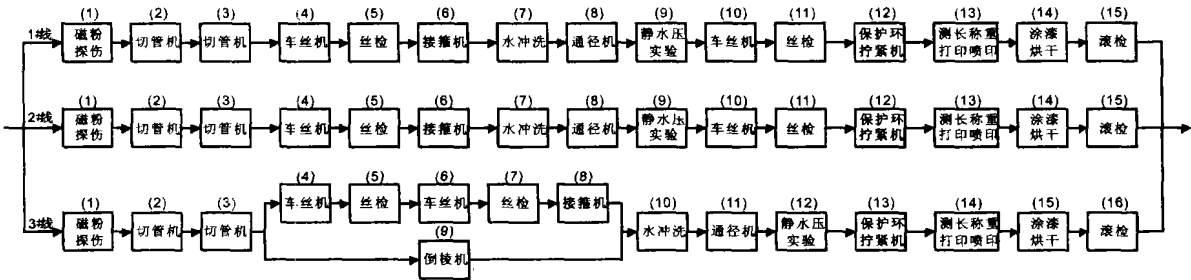 (1) (2) (3) (4) (5) (6) (7) (8) (9) (10) (11) (12) (13) (14) (15)
1#线 磁粉探伤 切管机 切管机 车丝机 丝检 接箍机 水冲洗 通径机 静水压实验 车丝机 丝检 保护环拧紧机 测长称重打印喷印 涂漆烘干 滚检
(1) (2) (3) (4) (5) (6) (7) (8) (9) (10) (11) (12) (13) (14) (15)
2#线 磁粉探伤 切管机 切管机 车丝机 丝检 接箍机 水冲洗 通径机 静水压实验 车丝机 丝检 保护环拧紧机 测长称重打印喷印 涂漆烘干 滚检
(4) (5) (6) (7) (8)
车丝机 丝检 车丝机 丝检 接箍机
(1) (2) (3) (10) (11) (12) (13) (14) (15) (16)
3#线 磁粉探伤 切管机 切管机 水冲洗 通径机 静水压实验 保护环拧紧机 测长称重打印喷印 涂漆烘干 滚检
(9)
倒棱机